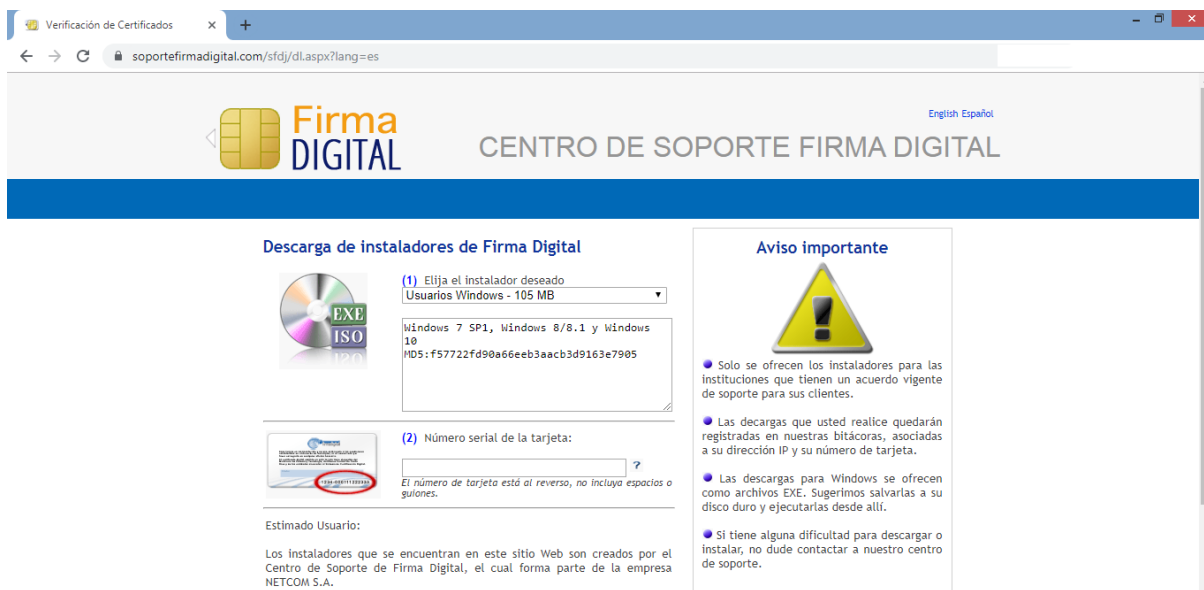 Verificación de Certificados
soportefirmadigital.com/sfdj/dl.aspx?lang=es
Firma
DIGITAL
English Español
CENTRO DE SOPORTE FIRMA DIGITAL
Descarga de instaladores de Firma Digital
EXE
ISO
(1) Elija el instalador deseado
Usuarios Windows - 105 MB
Windows 7 SP1, Windows 8/8.1 y Windows
10
MD5:f57722fd90a66eeb3aacb3d9163e7905
(2) Número serial de la tarjeta:
?
El número de tarjeta está al reverso, no incluya espacios o
guiones.
Estimado Usuario:
Los instaladores que se encuentran en este sitio Web son creados por el
Centro de Soporte de Firma Digital, el cual forma parte de la empresa
NETCOM S.A.
Aviso importante
Solo se ofrecen los instaladores para las
instituciones que tienen un acuerdo vigente
de soporte para sus clientes.
Las decargas que usted realice quedarán
registradas en nuestras bitácoras, asociadas
a su dirección IP y su número de tarjeta.
Las descargas para Windows se ofrecen
como archivos EXE. Sugerimos salvarlas a su
disco duro y ejecutarlas desde allí.
Si tiene alguna dificultad para descargar o
instalar, no dude contactar a nuestro centro
de soporte.